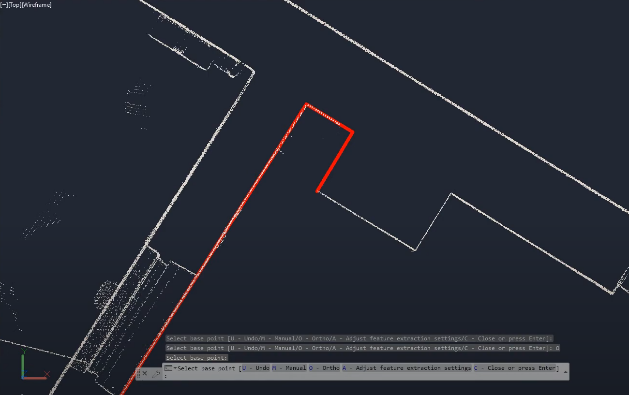 [−][Top][Wireframe]
Select base point [U - Undo/M - Manual/O - Ortho/A - Adjust feature extraction settings/C - Close or press Enter]:
Select base point [U - Undo/M - Manual/O - Ortho/A - Adjust feature extraction settings/C - Close or press Enter]: O
Select base point:
Select base point [U - Undo M - Manual O - Ortho A - Adjust feature extraction settings C - Close or press Enter]
: